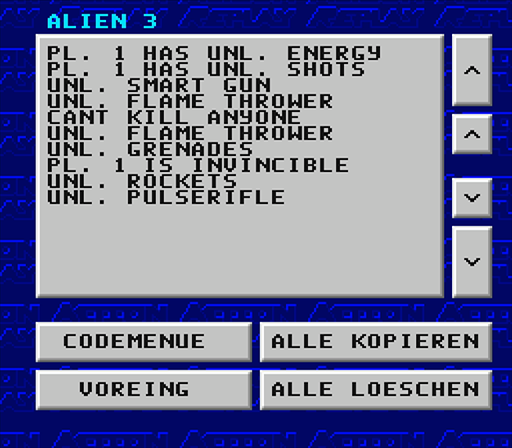 ALIEN 3
PL. 1 HAS UNL. ENERGY
PL. 1 HAS UNL. SHOTS
UNL. SMART GUN
UNL. FLAME THROWER
CANT KILL ANYONE
UNL. FLAME THROWER
UNL. GRENADES
PL. 1 IS INVINCIBLE
UNL. ROCKETS
UNL. PULSERIFLE
CODEMENUE
ALLE KOPIEREN
VOREING
ALLE LOESCHEN